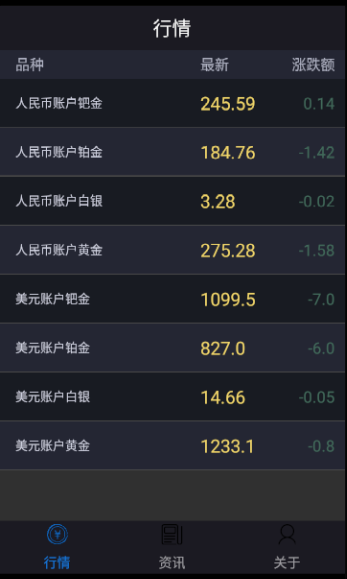 行情
品种 最新 涨跌额
人民币账户钯金 245.59 0.14
人民币账户铂金 184.76 -1.42
人民币账户白银 3.28 -0.02
人民币账户黄金 275.28 -1.58
美元账户钯金 1099.5 -7.0
美元账户铂金 827.0 -6.0
美元账户白银 14.66 -0.05
美元账户黄金 1233.1 -0.8
行情 资讯 关于